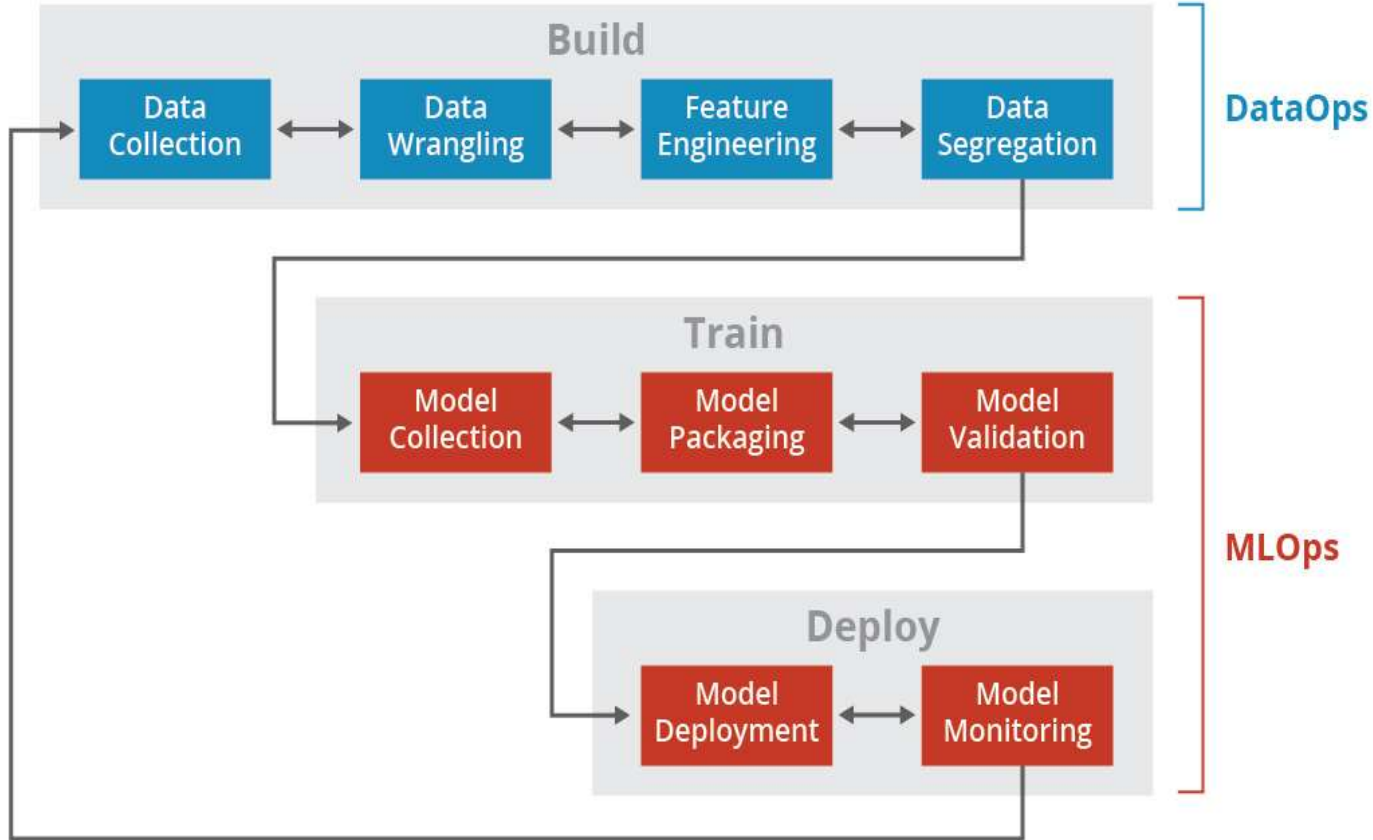 Build
Data
Collection
Data
Wrangling
Feature
Engineering
Data
Segregation
DataOps
Train
Model
Collection
Model
Packaging
Model
Validation
MLOps
Deploy
Model
Deployment
Model
Monitoring